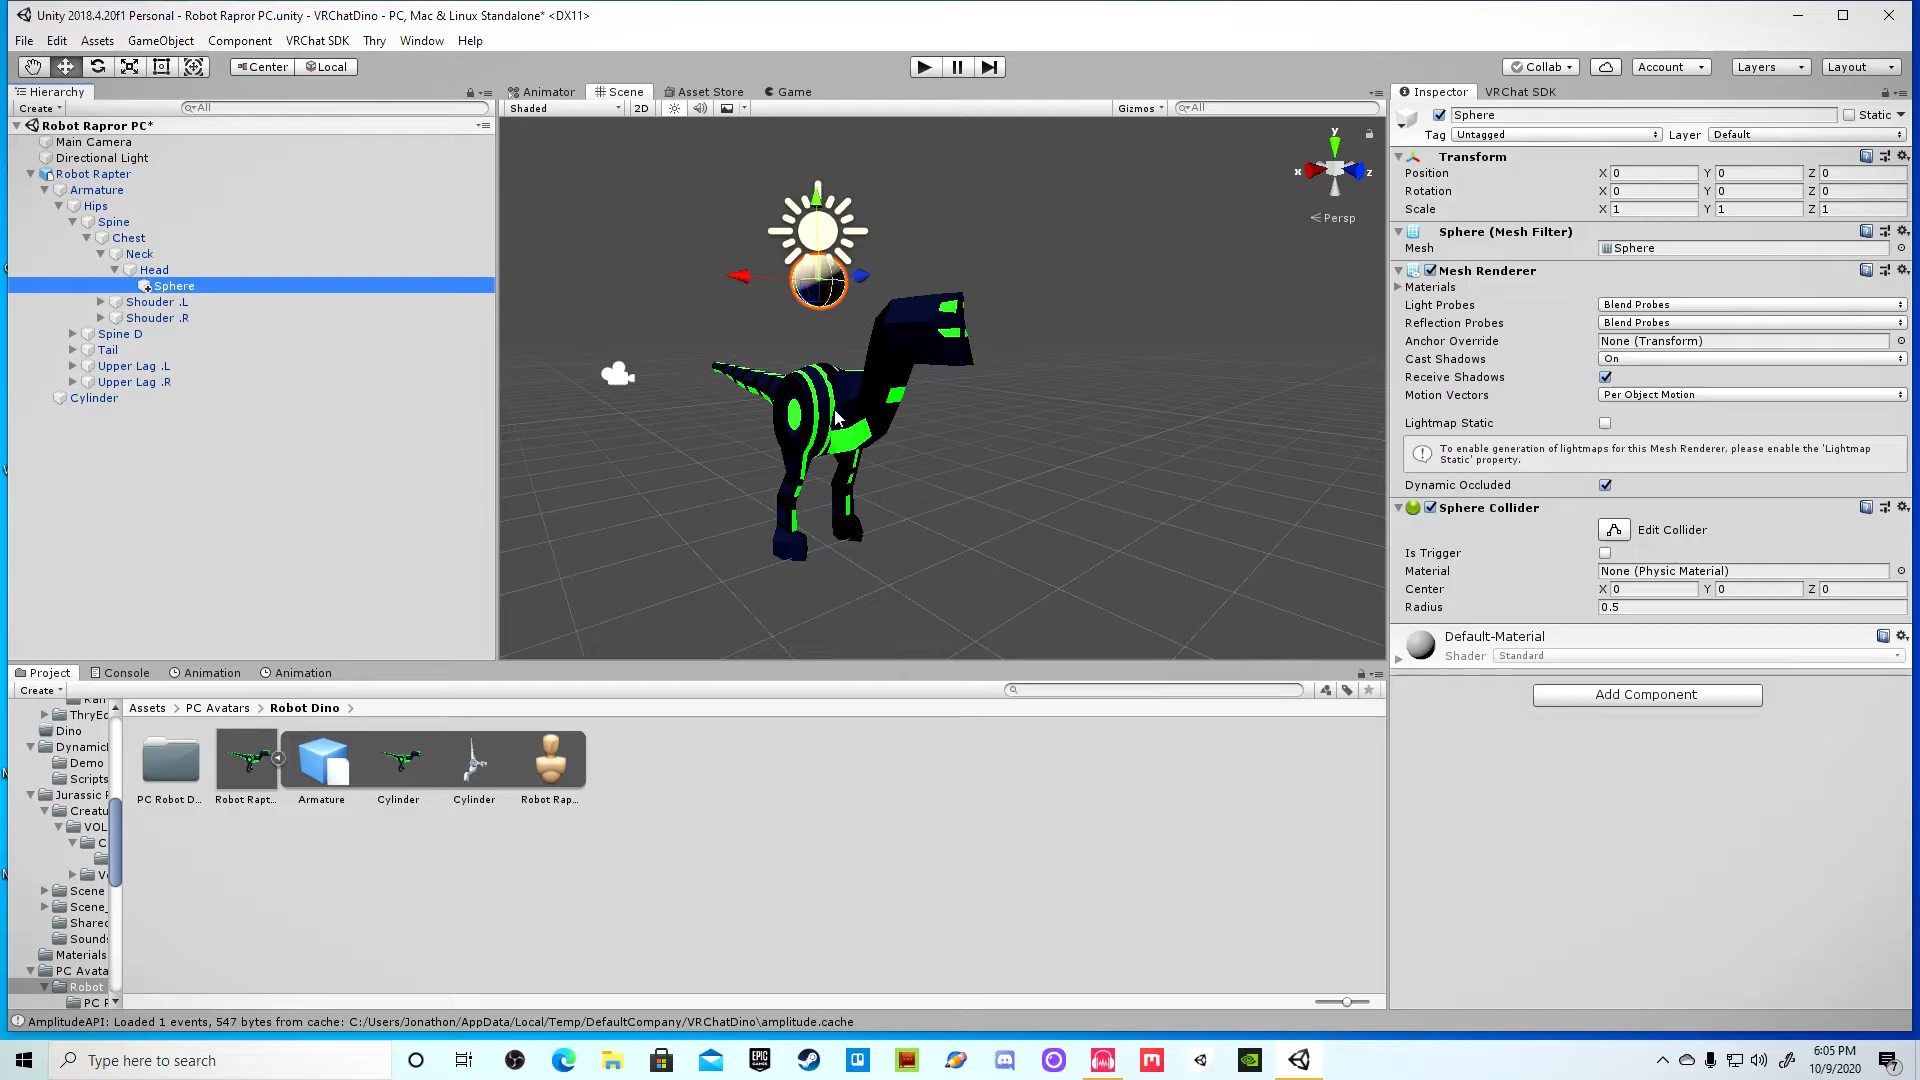 Unity 2018.4.20f1 Personal - Robot Rapror PC.unity - VRChatDino - PC, Mac & Linux Standalone* <DX11>
File Edit Assets GameObject Component VRChat SDK Thry Window Help
Center Local Collab Account Layers Layout
Hierarchy Animator Scene Asset Store Game Inspector VRChat SDK
Create All Shaded 2D Gizmos All
Sphere Static
Tag Untagged Layer Default
Robot Rapror PC*
Main Camera
Directional Light
Robot Rapter
Armature
Hips
Spine
Chest
Neck
Head
Sphere
Shouder .L
Shouder .R
Spine D
Tail
Upper Lag .L
Upper Lag .R
Cylinder
y
x z
Persp
Transform
Position X 0 Y 0 Z 0
Rotation X 0 Y 0 Z 0
Scale X 1 Y 1 Z 1
Sphere (Mesh Filter)
Mesh Sphere
Mesh Renderer
Materials
Light Probes Blend Probes
Reflection Probes Blend Probes
Anchor Override None (Transform)
Cast Shadows On
Receive Shadows
Motion Vectors Per Object Motion
Lightmap Static
To enable generation of lightmaps for this Mesh Renderer, please enable the 'Lightmap
Static' property.
Dynamic Occluded
Sphere Collider
Edit Collider
Is Trigger
Material None (Physic Material)
Center X 0 Y 0 Z 0
Radius 0.5
Default-Material
Shader Standard
Add Component
Project Console Animation Animation
Create
Assets PC Avatars Robot Dino
ThryEd
Dino
Dynamic
Demo
Scripts
Jurassic
Creatu
VOL
C
V
Scene
Scene_
Shared
Sounds
Materials
PC Avata
Robot
PC R
PC Robot D... Robot Rapt... Armature Cylinder Cylinder Robot Rap...
AmplitudeAPI: Loaded 1 events, 547 bytes from cache: C:/Users/Jonathon/AppData/Local/Temp/DefaultCompany/VRChatDino\amplitude.cache
Type here to search
EPIC
GAMES
6:05 PM
10/9/2020
7